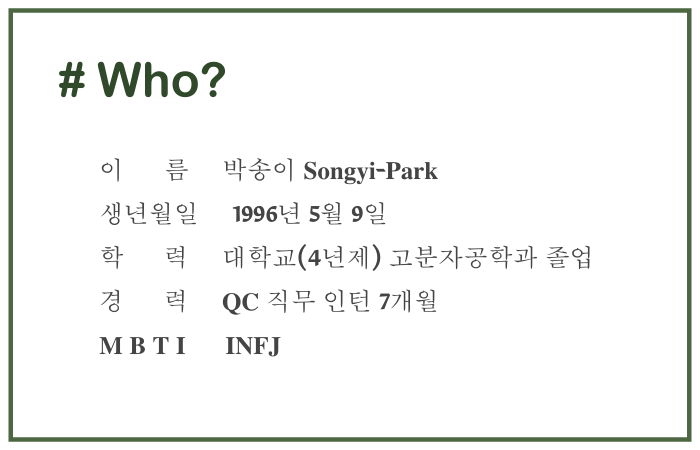 # Who?
이 름 박송이 Songyi-Park
생년월일 1996년 5월 9일
학 력 대학교(4년제) 고분자공학과 졸업
경 력 QC 직무 인턴 7개월
M B T I INFJ